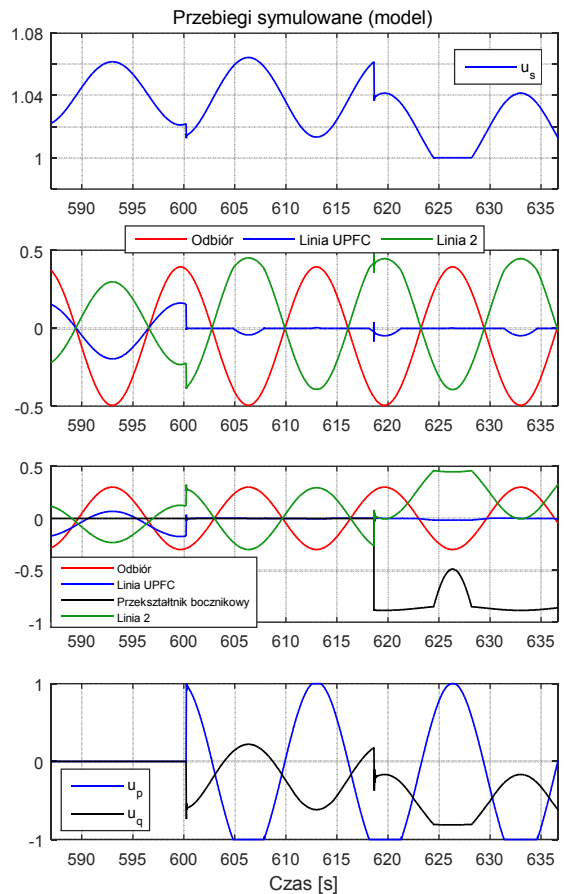 Przebiegi symulowane (model)
1.08
1.04
1
u_s
590 595 600 605 610 615 620 625 630 635
0.5
0
-0.5
Odbiór Linia UPFC Linia 2
590 595 600 605 610 615 620 625 630 635
0.5
0
-0.5
-1
Odbiór
Linia UPFC
Przekształtnik bocznikowy
Linia 2
590 595 600 605 610 615 620 625 630 635
1
0
-1
u_p
u_q
590 595 600 605 610 615 620 625 630 635
Czas [s]